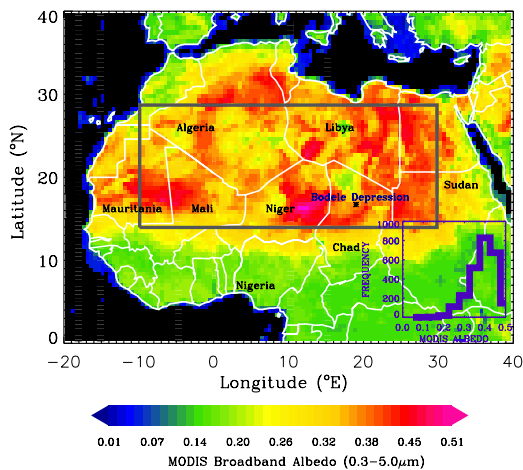 40
30
20
10
0
Latitude (°N)
Algeria
Libya
Bodele Depression
Sudan
Mauritania
Mali
Niger
Chad
Nigeria
1000
800
600
400
200
0
FREQUENCY
0.0 0.1 0.2 0.3 0.4 0.5
MODIS ALBEDO
-20 -10 0 10 20 30 40
Longitude (°E)
0.01 0.07 0.14 0.20 0.26 0.32 0.38 0.45 0.51
MODIS Broadband Albedo (0.3-5.0μm)